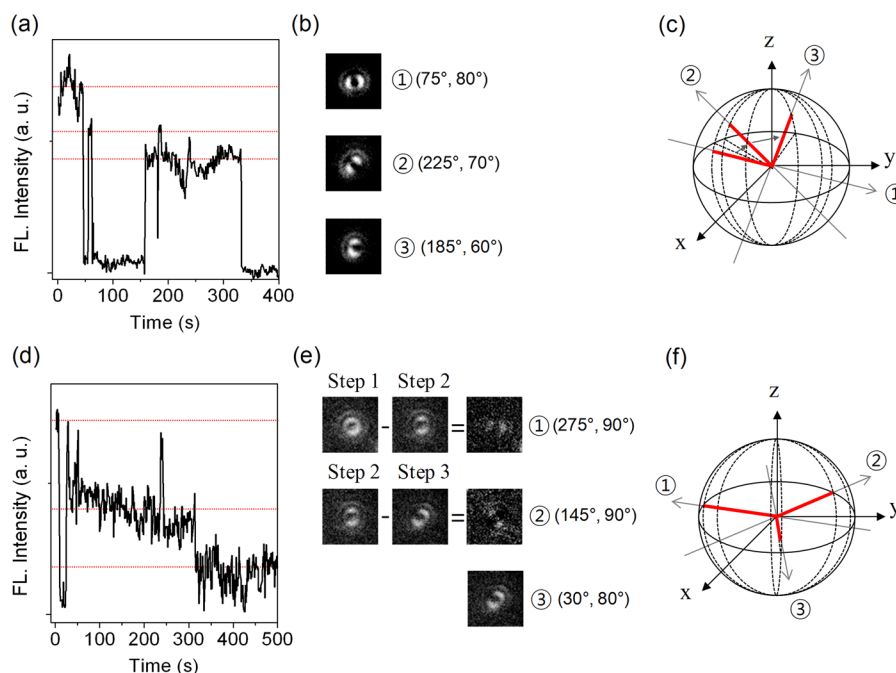 (a)
FL. Intensity (a. u.)
0 100 200 300 400
Time (s)
(b)
① (75°, 80°)
② (225°, 70°)
③ (185°, 60°)
(c)
z
③
②
y
①
x
(d)
FL. Intensity (a. u.)
0 100 200 300 400 500
Time (s)
(e)
Step 1 Step 2
- = ① (275°, 90°)
Step 2 Step 3
- = ② (145°, 90°)
③ (30°, 80°)
(f)
z
②
①
y
x
③